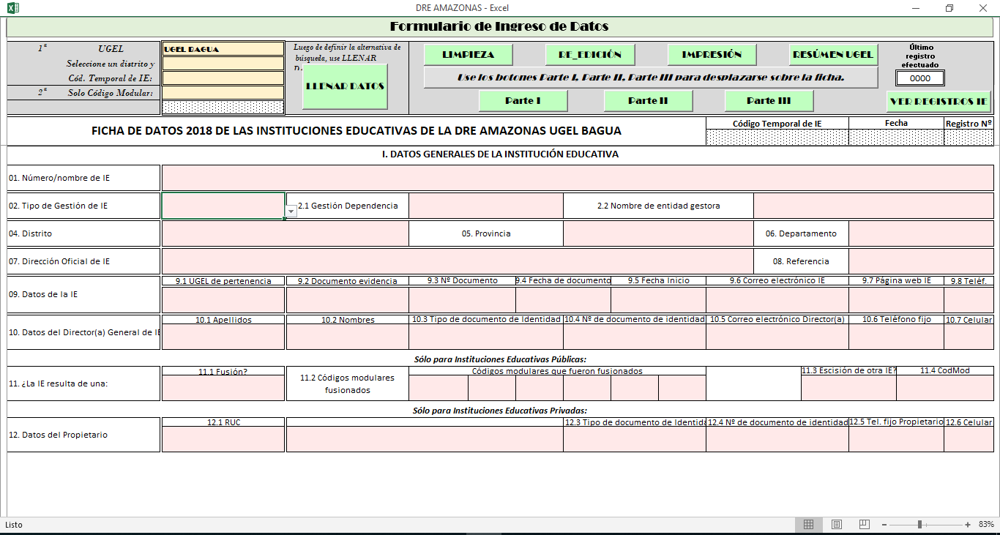 DRE AMAZONAS - Excel
Formulario de Ingreso de Datos
1ª UGEL
UGEL BAGUA
Seleccione un distrito y
Cód. Temporal de IE:
2ª Solo Código Modular:
Luego de definir la alternativa de
búsqueda, use LLENAR
LLENAR DATOS
LIMPIEZA
RE_EDICIÓN
IMPRESIÓN
RESÚMEN UGEL
Use los botones Parte I, Parte II, Parte III para desplazarse sobre la ficha.
Parte I
Parte II
Parte III
Último
registro
efectuado
0000
VER REGISTROS IE
FICHA DE DATOS 2018 DE LAS INSTITUCIONES EDUCATIVAS DE LA DRE AMAZONAS UGEL BAGUA
Código Temporal de IE
Fecha
Registro Nº
I. DATOS GENERALES DE LA INSTITUCIÓN EDUCATIVA
01. Número/nombre de IE
02. Tipo de Gestión de IE
2.1 Gestión Dependencia
2.2 Nombre de entidad gestora
04. Distrito
05. Provincia
06. Departamento
07. Dirección Oficial de IE
08. Referencia
09. Datos de la IE
9.1 UGEL de pertenencia
9.2 Documento evidencia
9.3 Nº Documento
9.4 Fecha de documento
9.5 Fecha Inicio
9.6 Correo electrónico IE
9.7 Página web IE
9.8 Teléf.
10. Datos del Director(a) General de IE
10.1 Apellidos
10.2 Nombres
10.3 Tipo de documento de Identidad
10.4 Nº de documento de identidad
10.5 Correo electrónico Director(a)
10.6 Teléfono fijo
10.7 Celular
Sólo para Instituciones Educativas Públicas:
11. ¿La IE resulta de una:
11.1 Fusión?
11.2 Códigos modulares
fusionados
Códigos modulares que fueron fusionados
11.3 Escisión de otra IE?
11.4 CodMod
Sólo para Instituciones Educativas Privadas:
12. Datos del Propietario
12.1 RUC
12.3 Tipo de documento de Identida
12.4 Nº de documento de identidad
12.5 Tel. fijo Propietario
12.6 Celular
Listo
83%